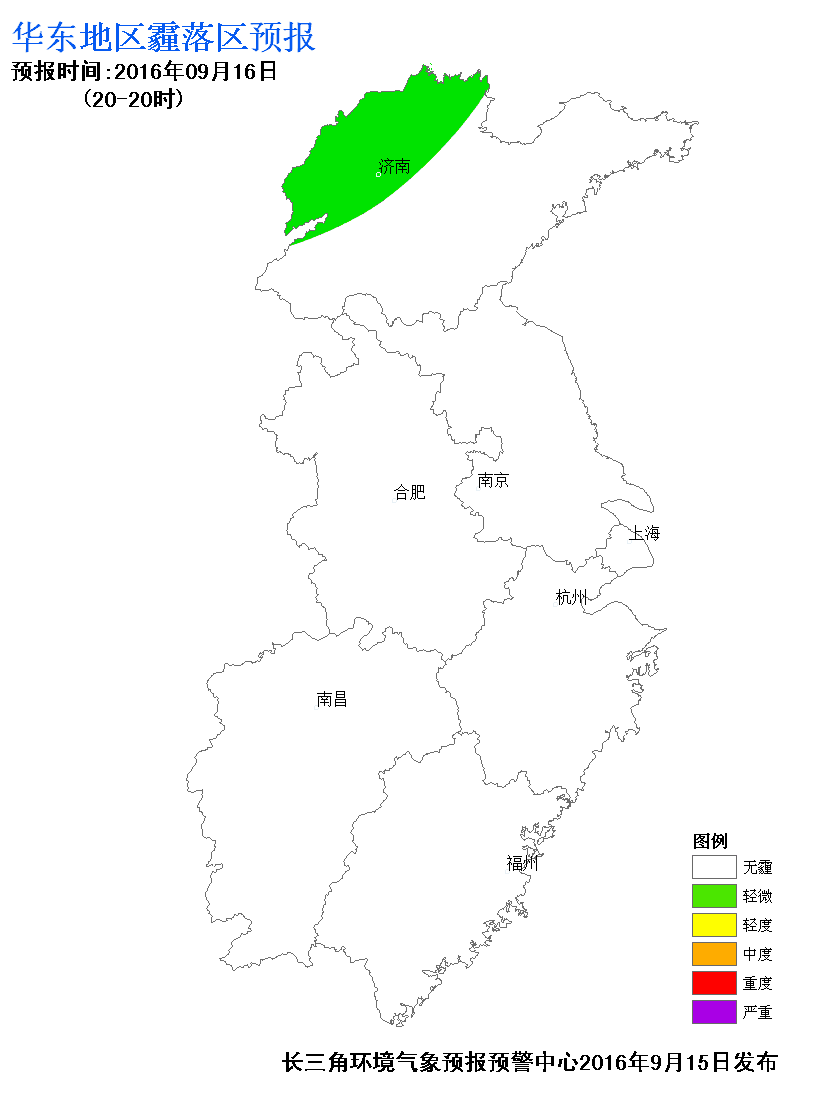 华东地区霾落区预报
预报时间:2016年09月16日
(20-20时)
济南
南京
合肥
上海
杭州
南昌
福州
图例
无霾
轻微
轻度
中度
重度
严重
长三角环境气象预报预警中心2016年9月15日发布